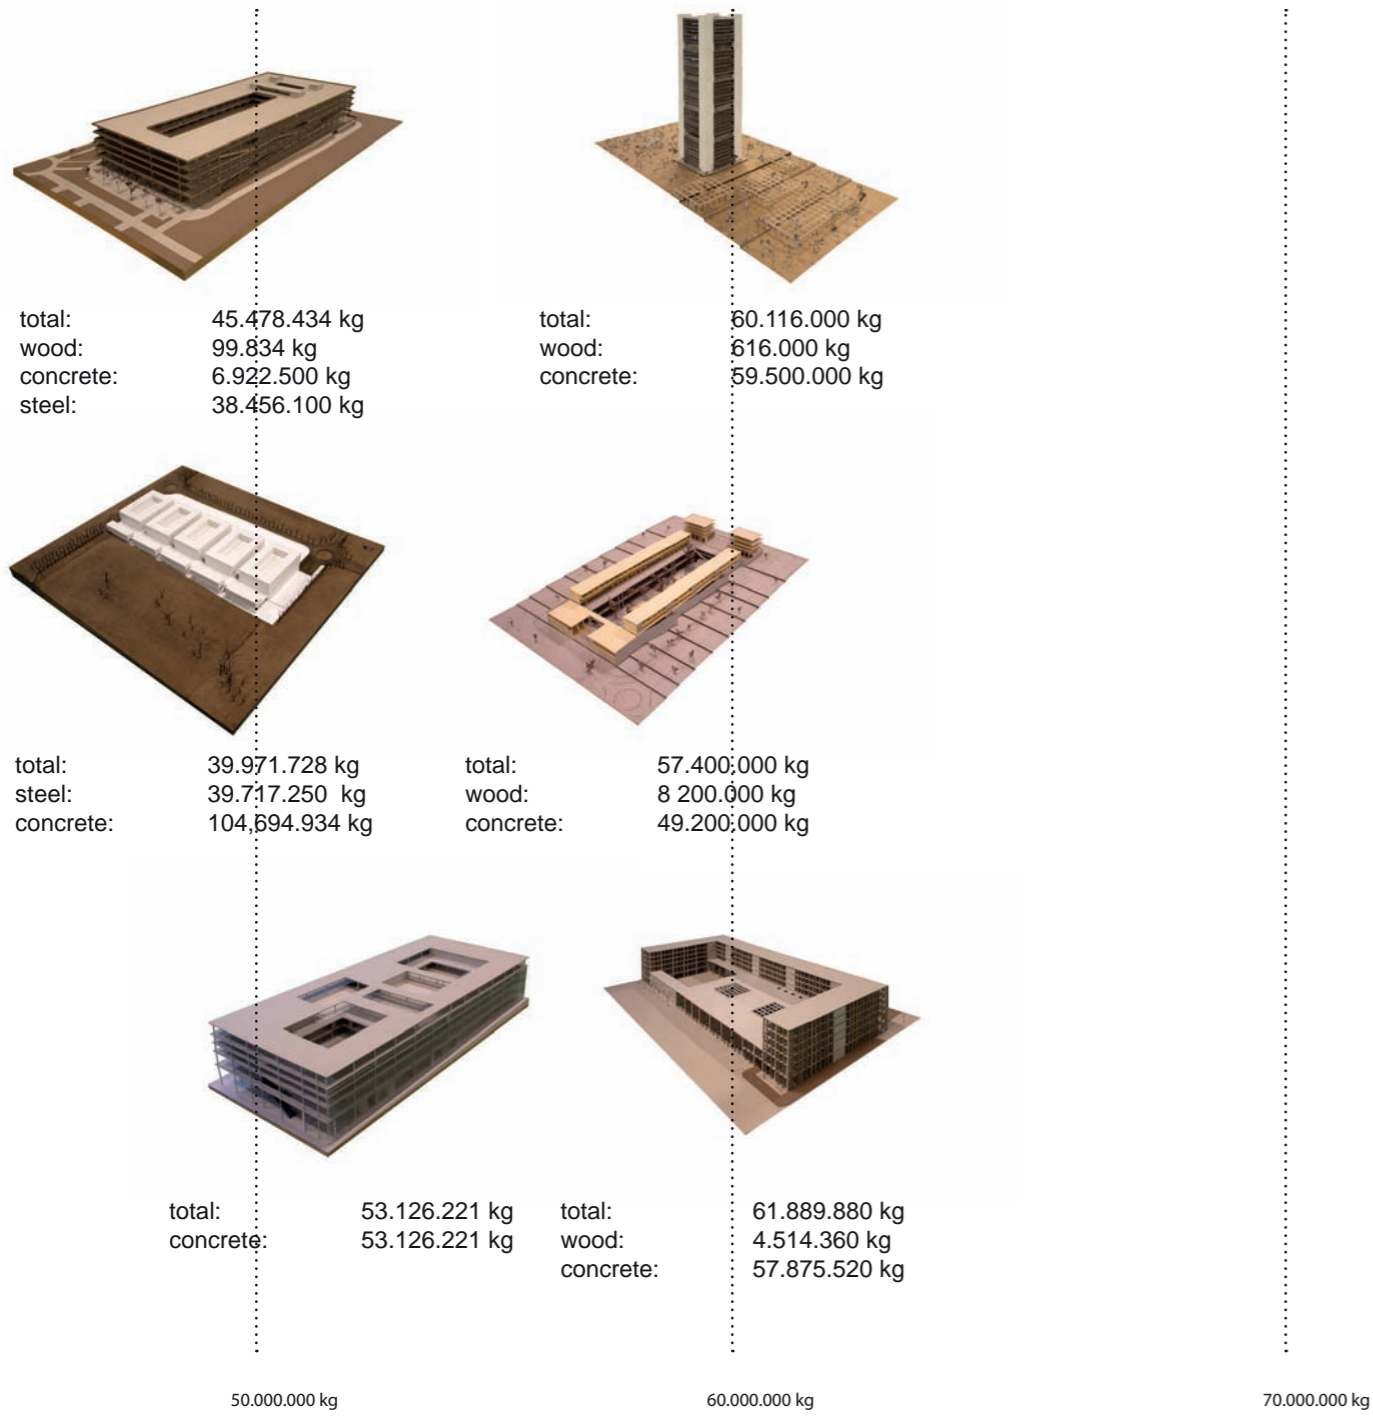 total: 45.478.434 kg
wood: 99.834 kg
concrete: 6.922.500 kg
steel: 38.456.100 kg
total: 60.116.000 kg
wood: 616.000 kg
concrete: 59.500.000 kg
total: 39.971.728 kg
steel: 39.717.250 kg
concrete: 104,694.934 kg
total: 57.400.000 kg
wood: 8 200.000 kg
concrete: 49.200.000 kg
total: 53.126.221 kg
concrete: 53.126.221 kg
total: 61.889.880 kg
wood: 4.514.360 kg
concrete: 57.875.520 kg
50.000.000 kg
60.000.000 kg
70.000.000 kg